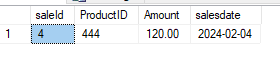 saleId ProductID Amount salesdate
1 4 444 120.00 2024-02-04